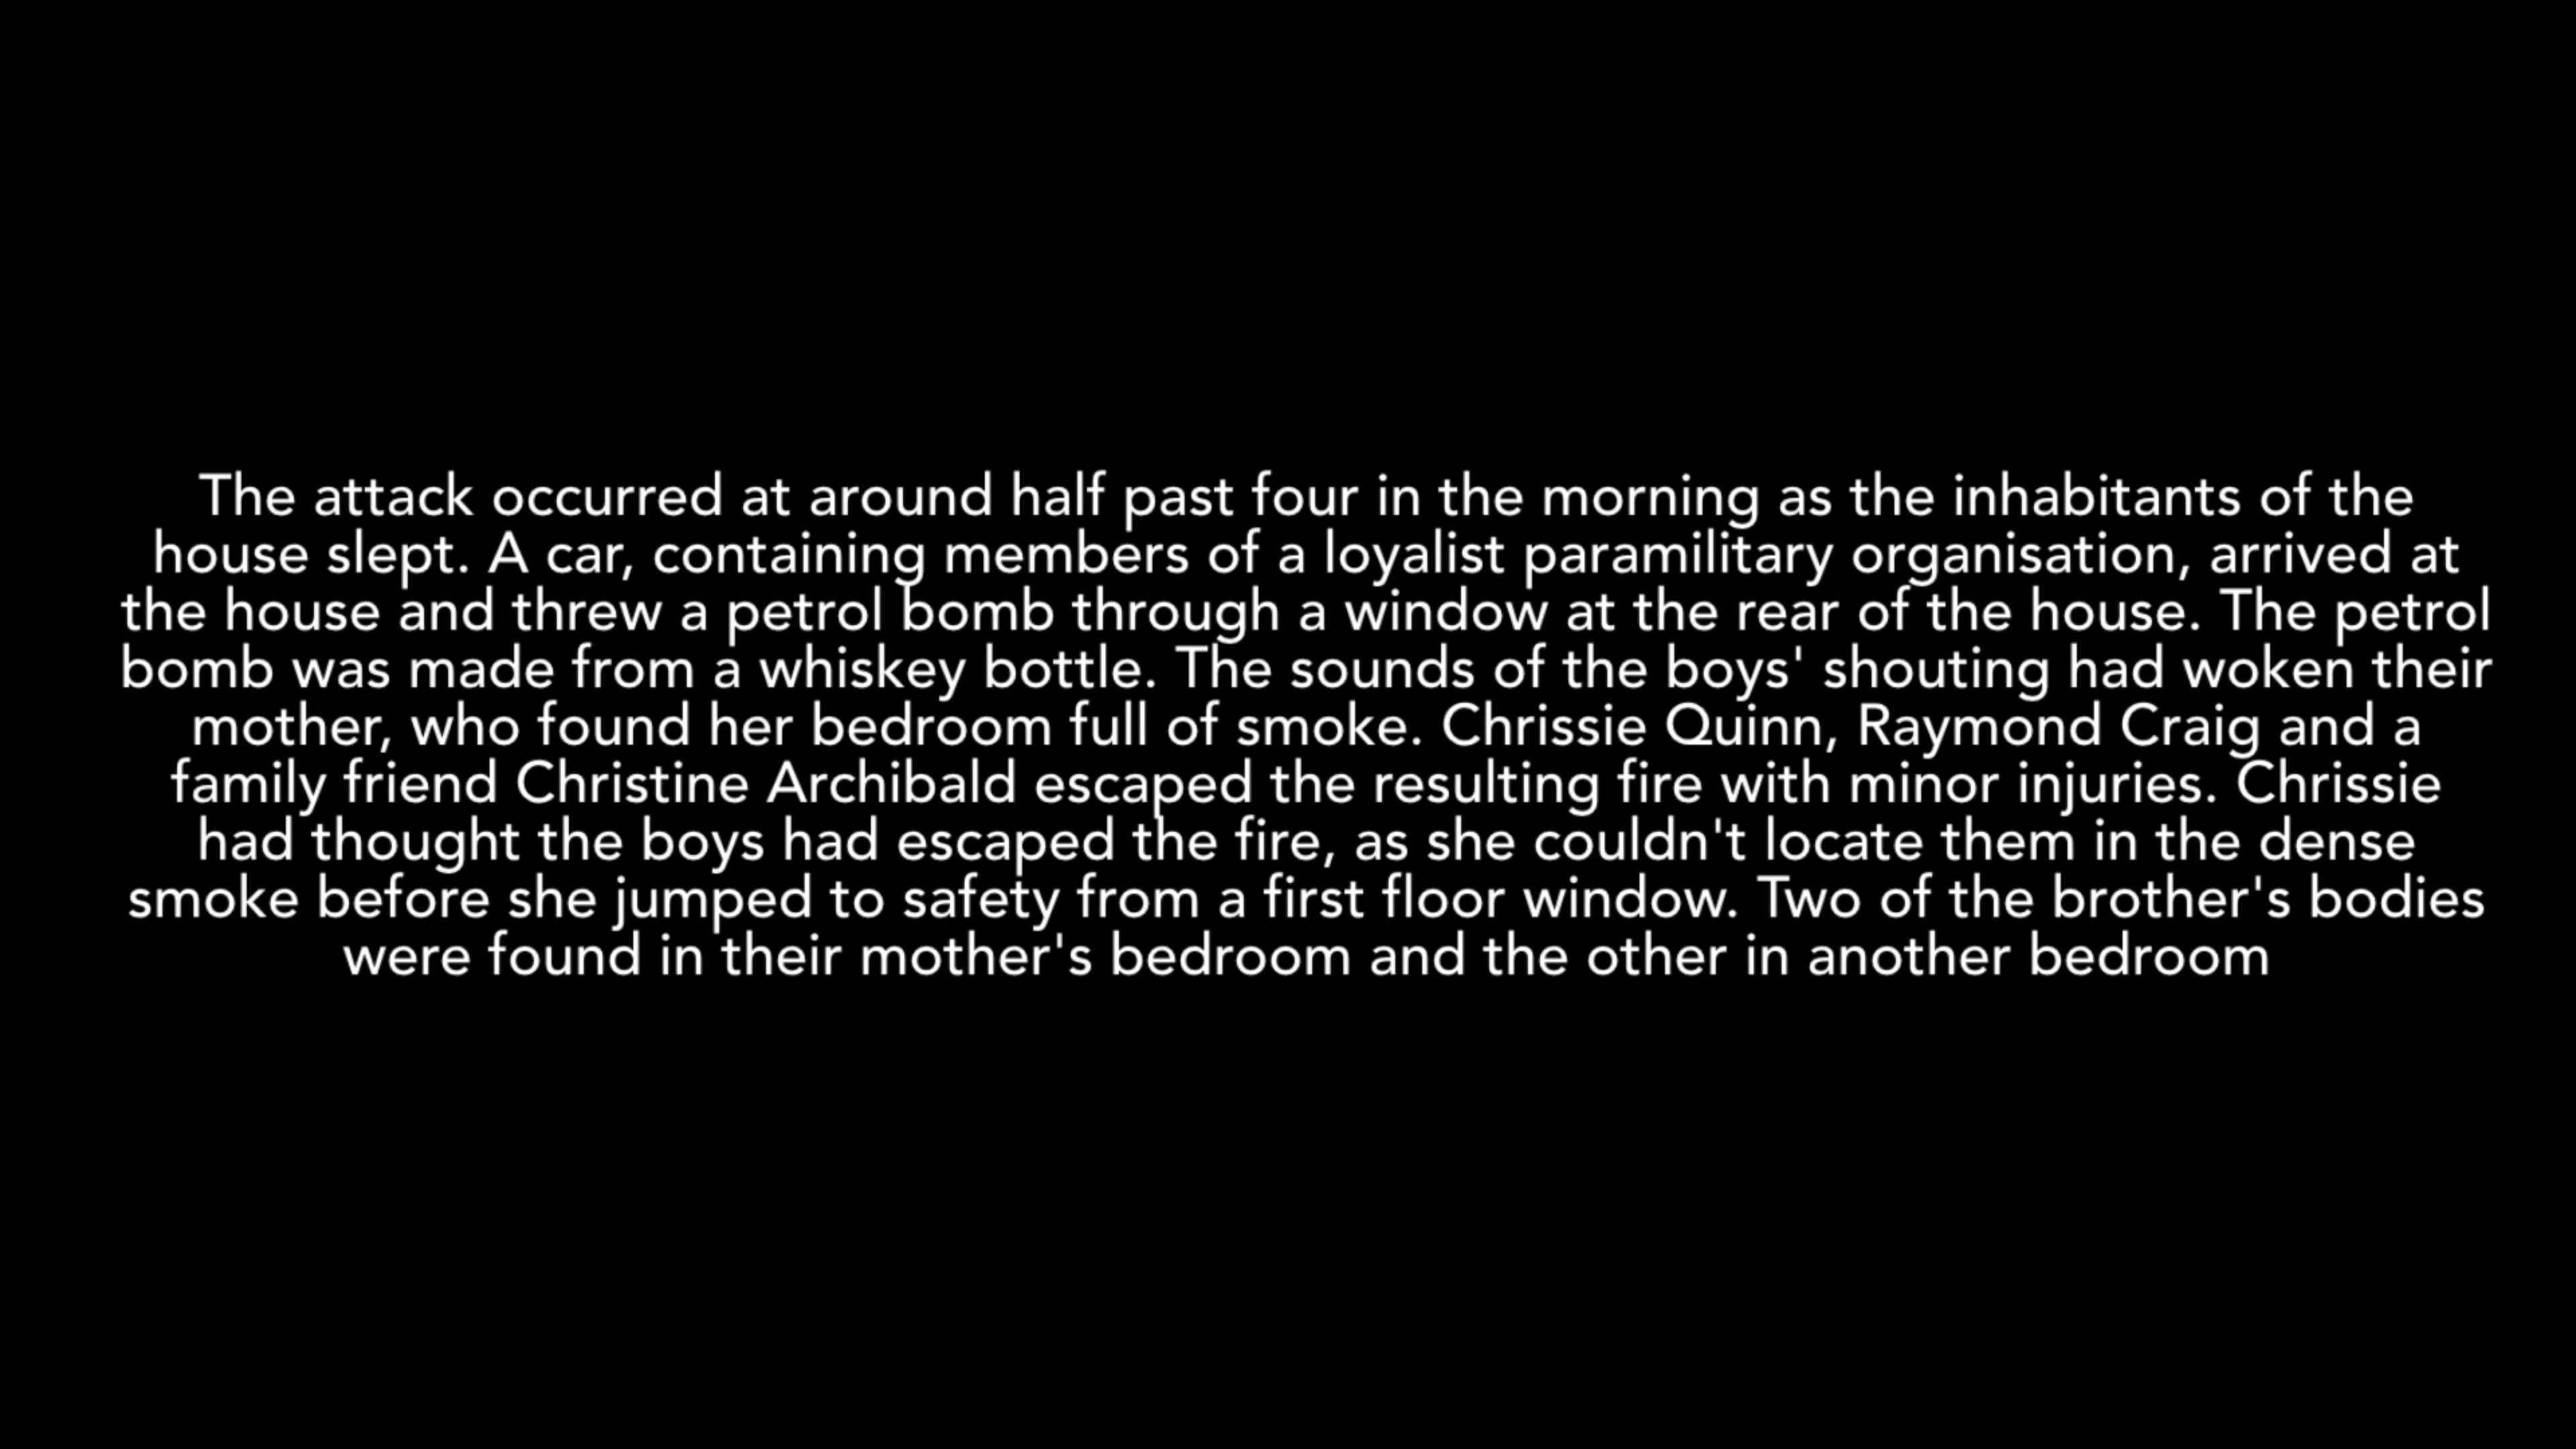 The attack occurred at around half past four in the morning as the inhabitants of the
house slept. A car, containing members of a loyalist paramilitary organisation, arrived at
the house and threw a petrol bomb through a window at the rear of the house. The petrol
bomb was made from a whiskey bottle. The sounds of the boys' shouting had woken their
mother, who found her bedroom full of smoke. Chrissie Quinn, Raymond Craig and a
family friend Christine Archibald escaped the resulting fire with minor injuries. Chrissie
had thought the boys had escaped the fire, as she couldn't locate them in the dense
smoke before she jumped to safety from a first floor window. Two of the brother's bodies
were found in their mother's bedroom and the other in another bedroom